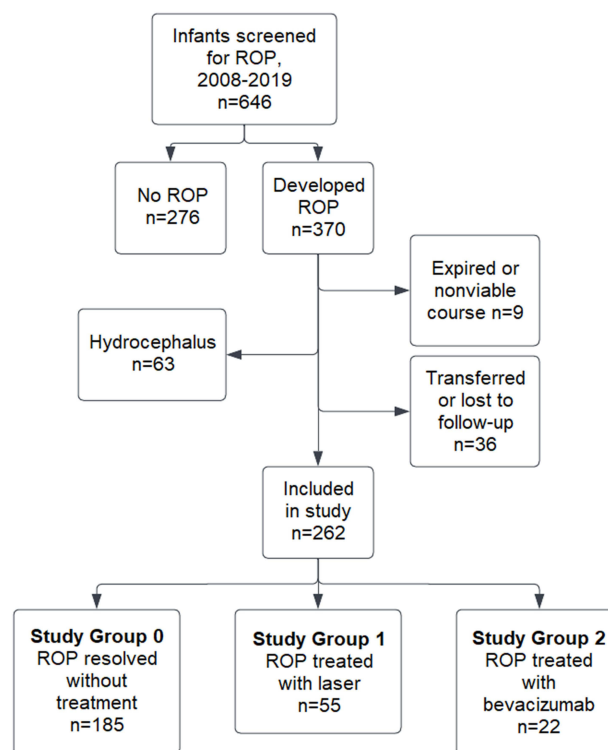 Infants screened
for ROP,
2008-2019
n=646
No ROP
n=276
Developed
ROP
n=370
Expired or
nonviable
course n=9
Hydrocephalus
n=63
Transferred
or lost to
follow-up
n=36
Included
in study
n=262
Study Group 0
ROP resolved
without
treatment
n=185
Study Group 1
ROP treated
with laser
n=55
Study Group 2
ROP treated
with
bevacizumab
n=22